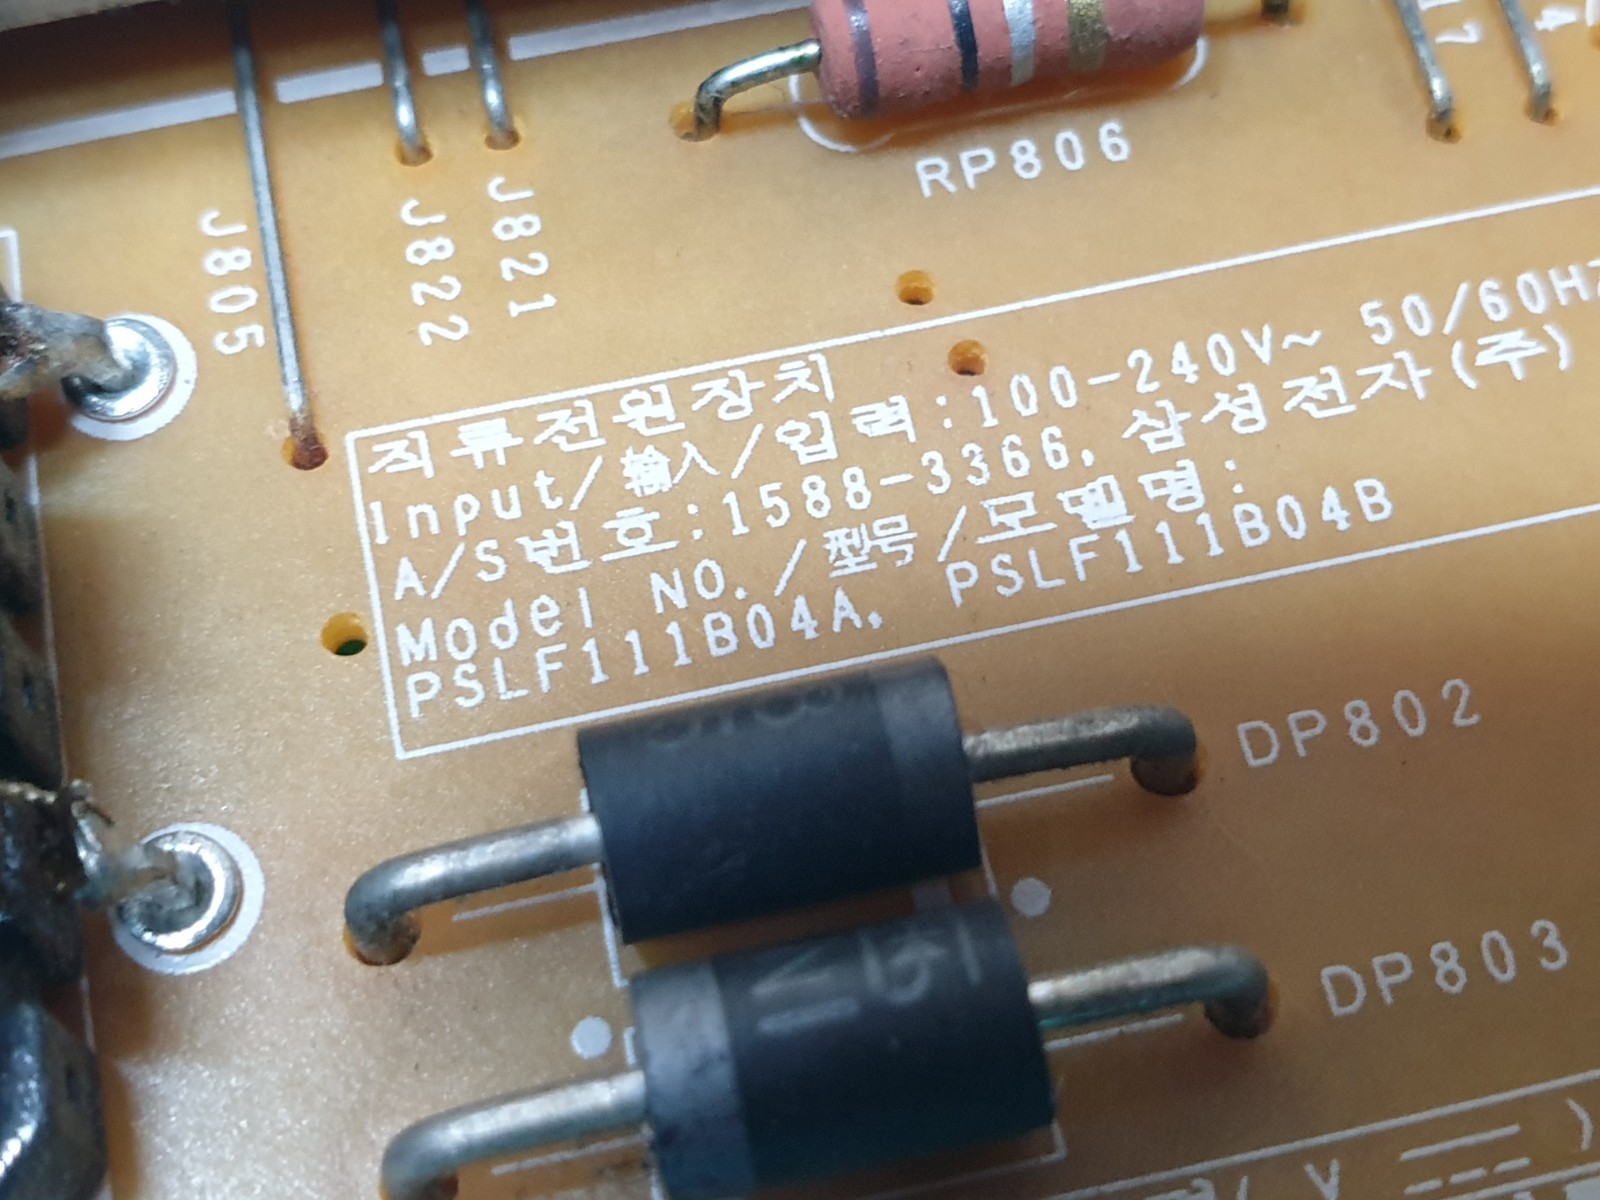 RP806
J821
J822
J805
직류전원장치
Input/輸入/입력:100-240V~ 50/60HZ
A/S번호:1588-3366, 삼성전자(주)
Model NO./型号/모델명:
PSLF111B04A, PSLF111B04B
DP802
DP803